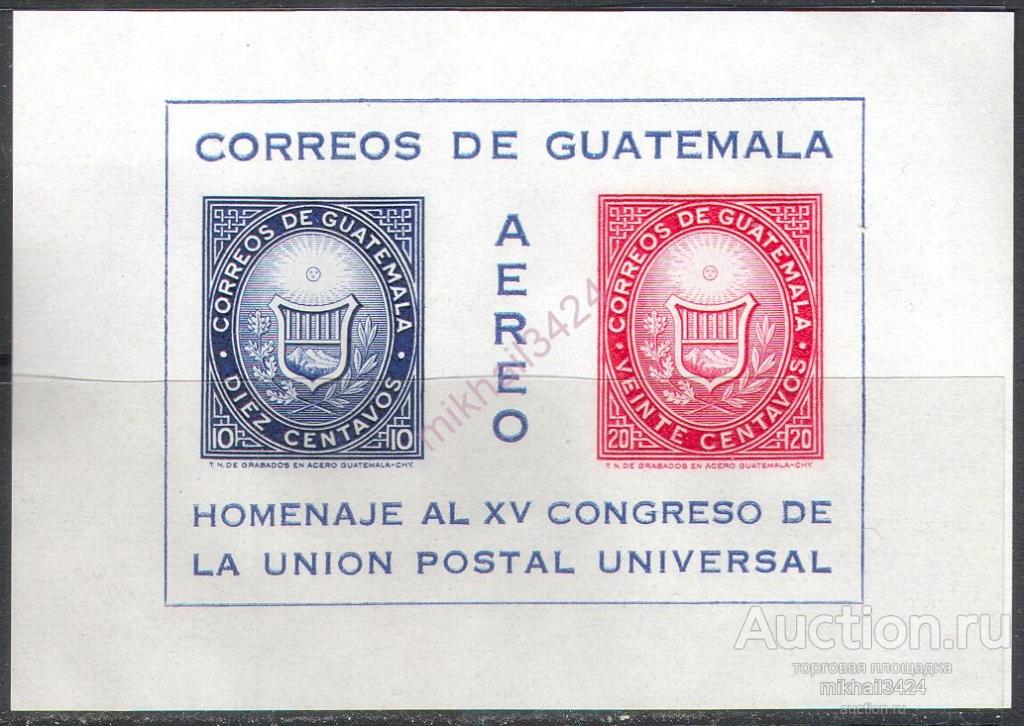 CORREOS DE GUATEMALA
CORREOS DE GUATEMALA
DIEZ CENTAVOS
10 10
T. N. DE GRABADOS EN ACERO GUATEMALA-CHY.
AEREO
CORREOS DE GUATEMALA
VEINTE CENTAVOS
20 20
T. N. DE GRABADOS EN ACERO GUATEMALA-CHY.
HOMENAJE AL XV CONGRESO DE
LA UNION POSTAL UNIVERSAL
mikhail3424
Auction.ru
торговая площадка
mikhail3424
auction.ru